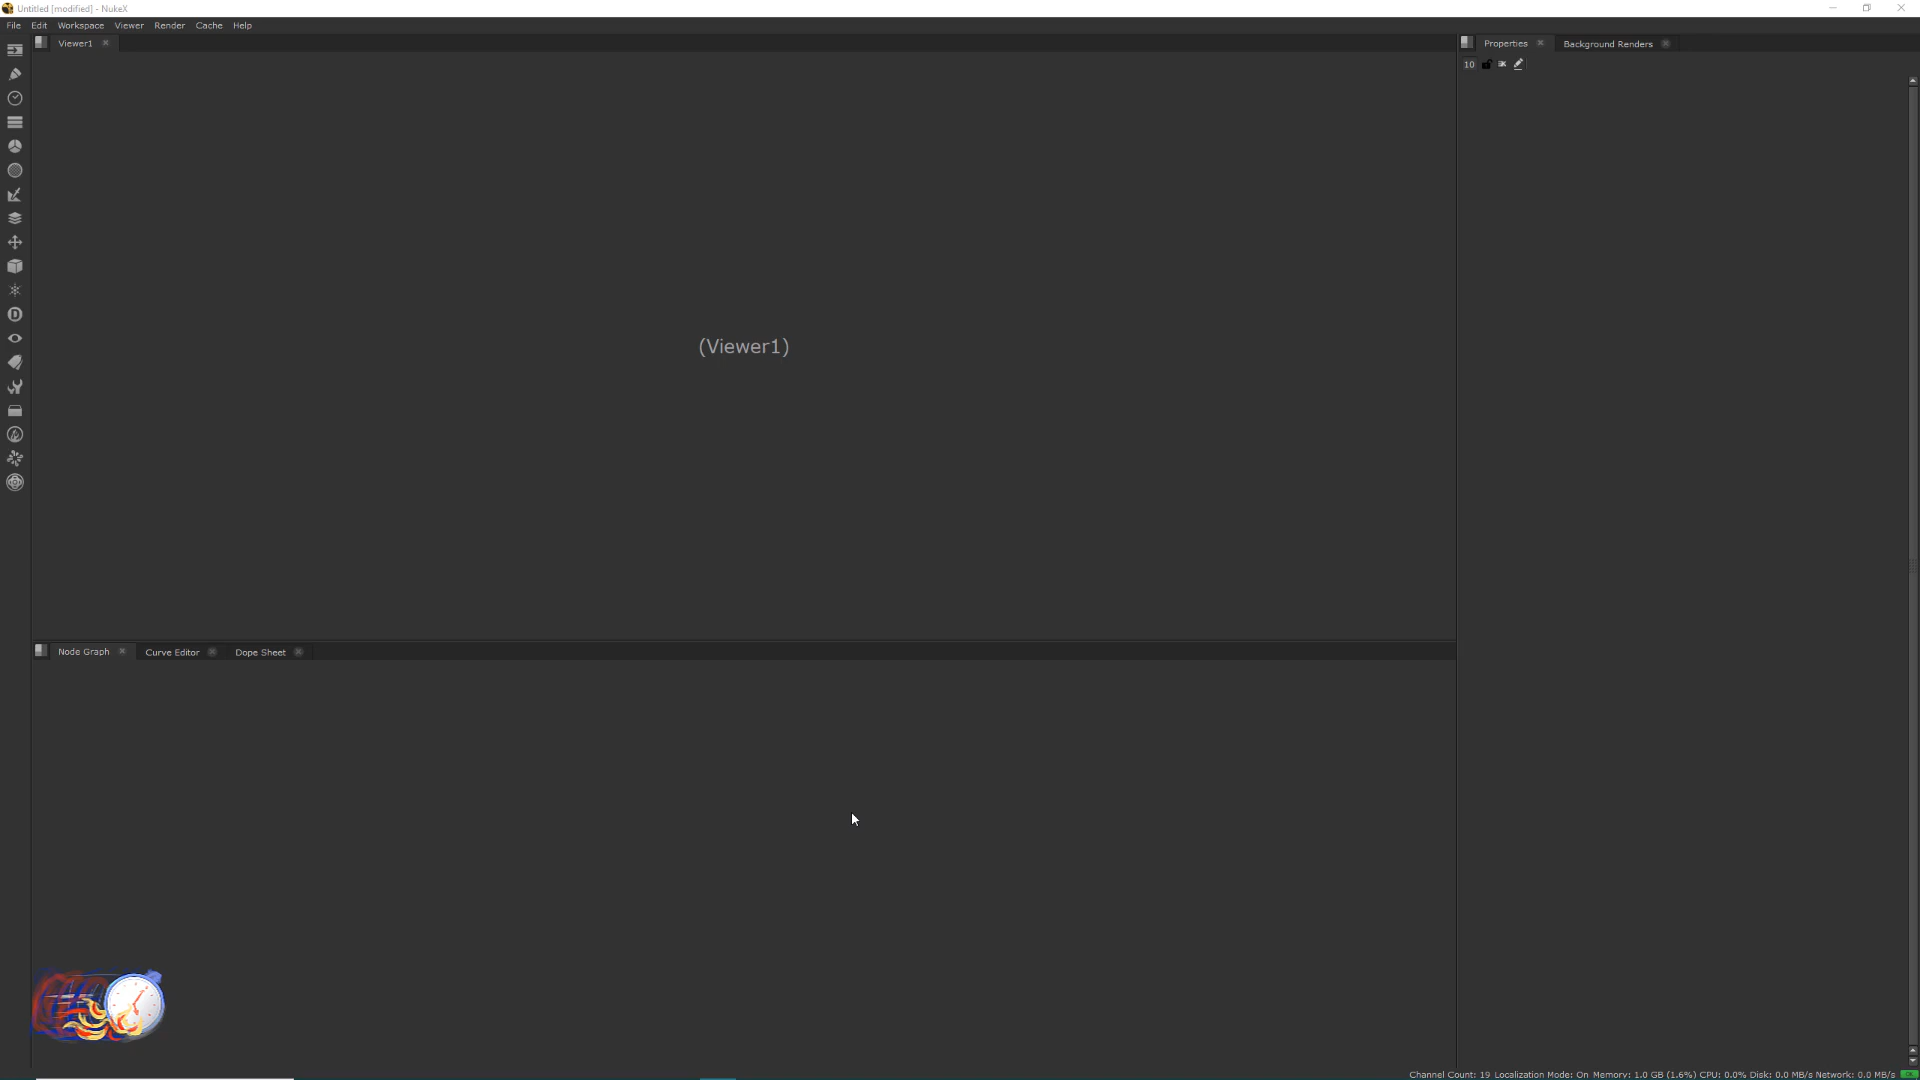 Untitled [modified] - NukeX
File Edit Workspace Viewer Render Cache Help
Viewer1
Properties
Background Renders
10
(Viewer1)
Node Graph
Curve Editor
Dope Sheet
Channel Count: 19 Localization Mode: On Memory: 1.0 GB (1.6%) CPU: 0.0% Disk: 0.0 MB/s Network: 0.0 MB/s